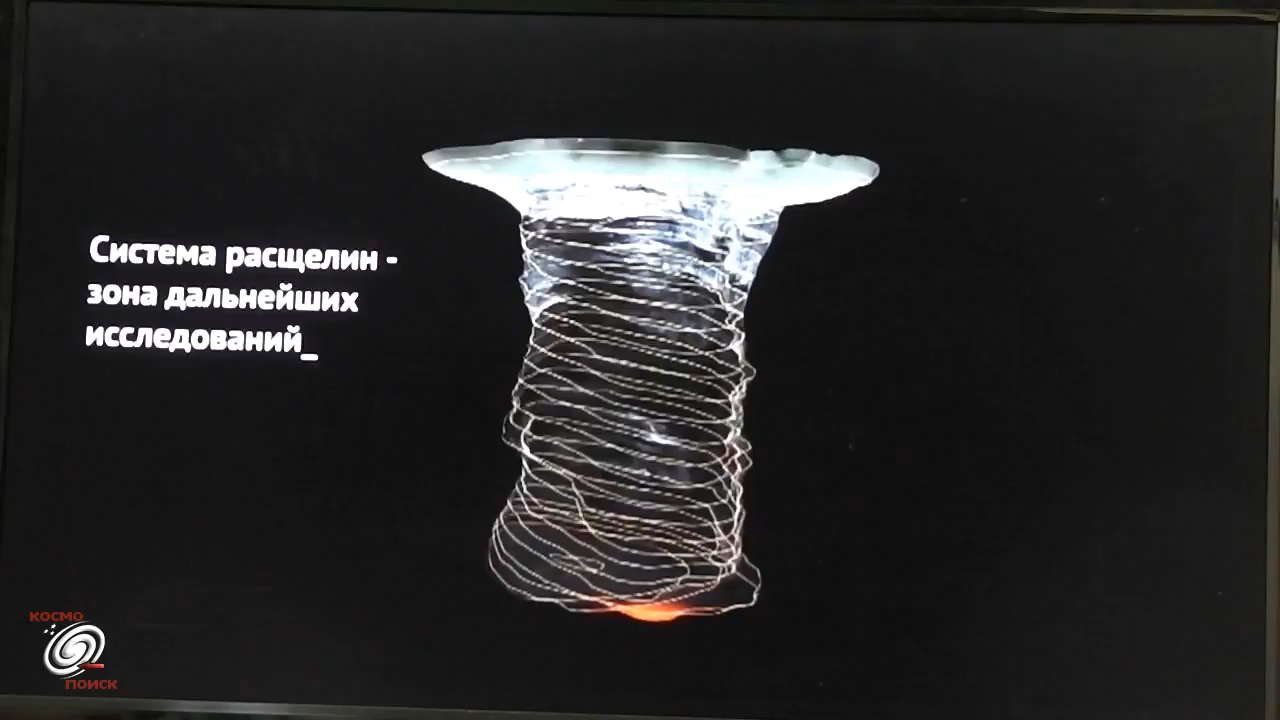 Система расщелин -
зона дальнейших
исследований_
КОСМО
ПОИСК